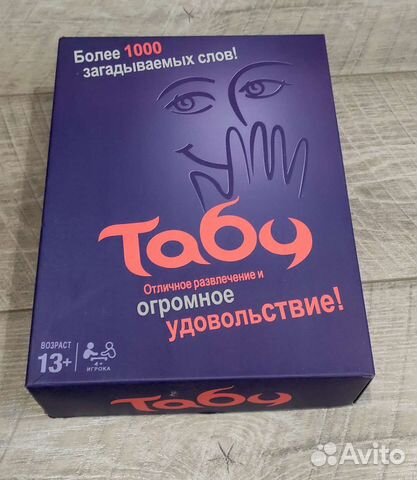 Более 1000
загадываемых слов!
Табу
Отличное развлечение и
огромное
удовольствие!
ВОЗРАСТ
13+
4+
ИГРОКА
Табу
Avito